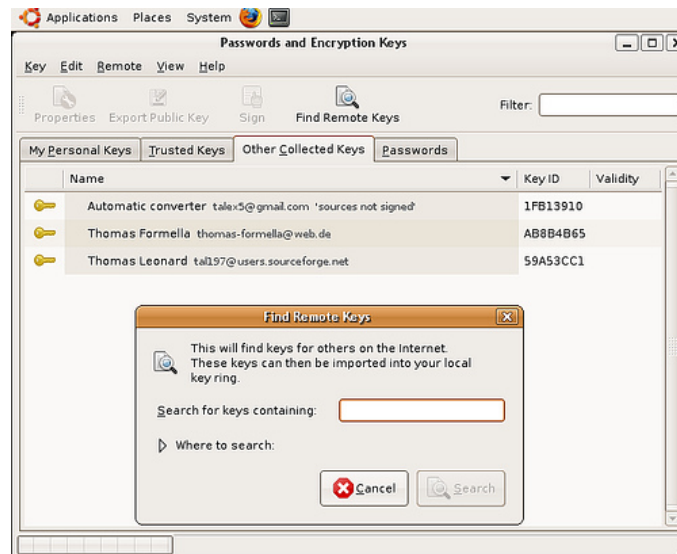 Applications Places System
Passwords and Encryption Keys
Key Edit Remote View Help
Properties Export Public Key Sign Find Remote Keys Filter:
My Personal Keys Trusted Keys Other Collected Keys Passwords
Name Key ID Validity
Automatic converter talex5@gmail.com 'sources not signed' 1FB13910
Thomas Formella thomas-formella@web.de AB8B4B65
Thomas Leonard tal197@users.sourceforge.net 59A53CC1
Find Remote Keys
This will find keys for others on the Internet.
These keys can then be imported into your local
key ring.
Search for keys containing:
Where to search:
Cancel Search